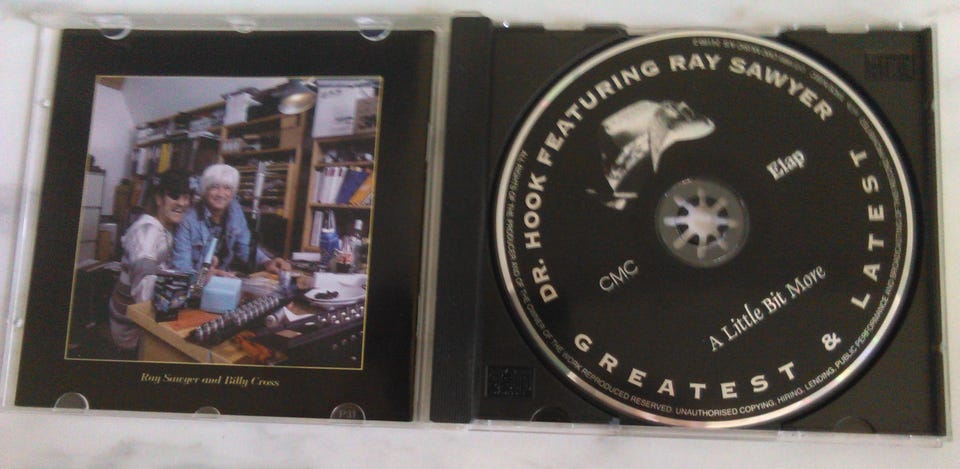 Ray Sawyer and Billy Cross
DR. HOOK FEATURING RAY SAWYER
Elap
CMC
A Little Bit More
GREATEST & LATEST
ALL RIGHTS OF THE PRODUCER AND OF THE OWNER OF THE WORK REPRODUCED RESERVED. UNAUTHORISED COPYING, HIRING, LENDING, PUBLIC PERFORMANCE AND BROADCASTING OF